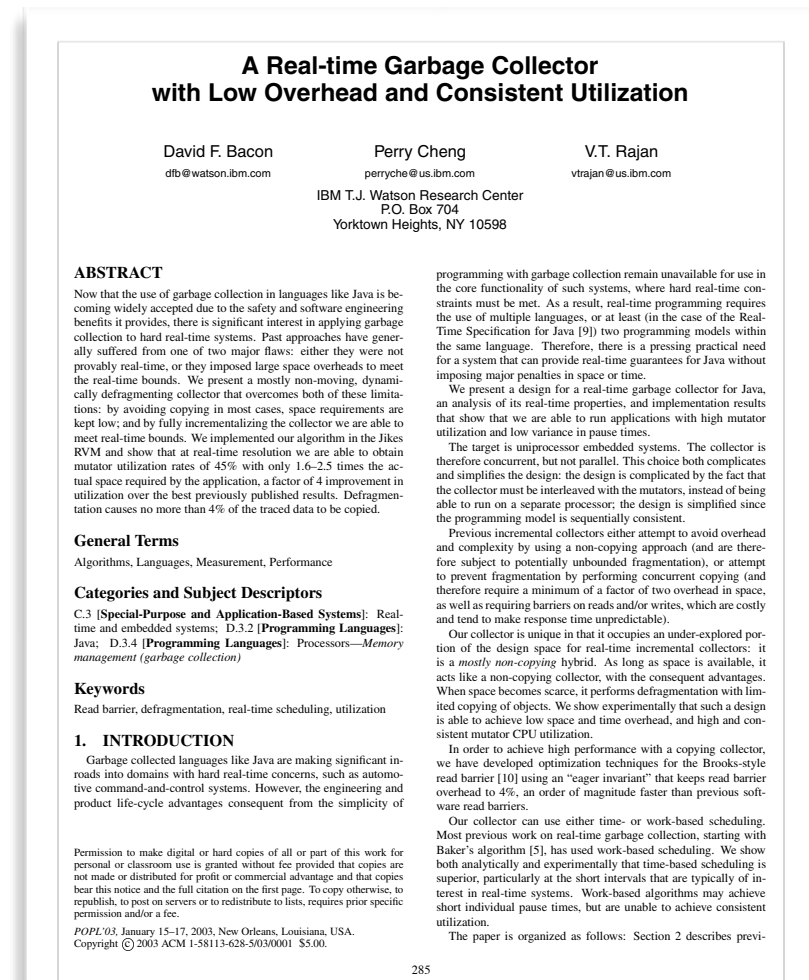 A Real-time Garbage Collector
with Low Overhead and Consistent Utilization
David F. Bacon
dfb@watson.ibm.com
Perry Cheng
perryche@us.ibm.com
V.T. Rajan
vtrajan@us.ibm.com
IBM T.J. Watson Research Center
P.O. Box 704
Yorktown Heights, NY 10598
ABSTRACT
Now that the use of garbage collection in languages like Java is be-
coming widely accepted due to the safety and software engineering
benefits it provides, there is significant interest in applying garbage
collection to hard real-time systems. Past approaches have gener-
ally suffered from one of two major flaws: either they were not
provably real-time, or they imposed large space overheads to meet
the real-time bounds. We present a mostly non-moving, dynami-
cally defragmenting collector that overcomes both of these limita-
tions: by avoiding copying in most cases, space requirements are
kept low; and by fully incrementalizing the collector we are able to
meet real-time bounds. We implemented our algorithm in the Jikes
RVM and show that at real-time resolution we are able to obtain
mutator utilization rates of 45% with only 1.6–2.5 times the ac-
tual space required by the application, a factor of 4 improvement in
utilization over the best previously published results. Defragmen-
tation causes no more than 4% of the traced data to be copied.
General Terms
Algorithms, Languages, Measurement, Performance
Categories and Subject Descriptors
C.3 [Special-Purpose and Application-Based Systems]: Real-
time and embedded systems; D.3.2 [Programming Languages]:
Java; D.3.4 [Programming Languages]: Processors—Memory
management (garbage collection)
Keywords
Read barrier, defragmentation, real-time scheduling, utilization
1. INTRODUCTION
Garbage collected languages like Java are making significant in-
roads into domains with hard real-time concerns, such as automo-
tive command-and-control systems. However, the engineering and
product life-cycle advantages consequent from the simplicity of
Permission to make digital or hard copies of all or part of this work for
personal or classroom use is granted without fee provided that copies are
not made or distributed for profit or commercial advantage and that copies
bear this notice and the full citation on the first page. To copy otherwise, to
republish, to post on servers or to redistribute to lists, requires prior specific
permission and/or a fee.
POPL'03, January 15–17, 2003, New Orleans, Louisiana, USA.
Copyright © 2003 ACM 1-58113-628-5/03/0001 $5.00.
programming with garbage collection remain unavailable for use in
the core functionality of such systems, where hard real-time con-
straints must be met. As a result, real-time programming requires
the use of multiple languages, or at least (in the case of the Real-
Time Specification for Java [9]) two programming models within
the same language. Therefore, there is a pressing practical need
for a system that can provide real-time guarantees for Java without
imposing major penalties in space or time.
We present a design for a real-time garbage collector for Java,
an analysis of its real-time properties, and implementation results
that show that we are able to run applications with high mutator
utilization and low variance in pause times.
The target is uniprocessor embedded systems. The collector is
therefore concurrent, but not parallel. This choice both complicates
and simplifies the design: the design is complicated by the fact that
the collector must be interleaved with the mutators, instead of being
able to run on a separate processor; the design is simplified since
the programming model is sequentially consistent.
Previous incremental collectors either attempt to avoid overhead
and complexity by using a non-copying approach (and are there-
fore subject to potentially unbounded fragmentation), or attempt
to prevent fragmentation by performing concurrent copying (and
therefore require a minimum of a factor of two overhead in space,
as well as requiring barriers on reads and/or writes, which are costly
and tend to make response time unpredictable).
Our collector is unique in that it occupies an under-explored por-
tion of the design space for real-time incremental collectors: it
is a mostly non-copying hybrid. As long as space is available, it
acts like a non-copying collector, with the consequent advantages.
When space becomes scarce, it performs defragmentation with lim-
ited copying of objects. We show experimentally that such a design
is able to achieve low space and time overhead, and high and con-
sistent mutator CPU utilization.
In order to achieve high performance with a copying collector,
we have developed optimization techniques for the Brooks-style
read barrier [10] using an “eager invariant” that keeps read barrier
overhead to 4%, an order of magnitude faster than previous soft-
ware read barriers.
Our collector can use either time- or work-based scheduling.
Most previous work on real-time garbage collection, starting with
Baker's algorithm [5], has used work-based scheduling. We show
both analytically and experimentally that time-based scheduling is
superior, particularly at the short intervals that are typically of in-
terest in real-time systems. Work-based algorithms may achieve
short individual pause times, but are unable to achieve consistent
utilization.
The paper is organized as follows: Section 2 describes previ-
285